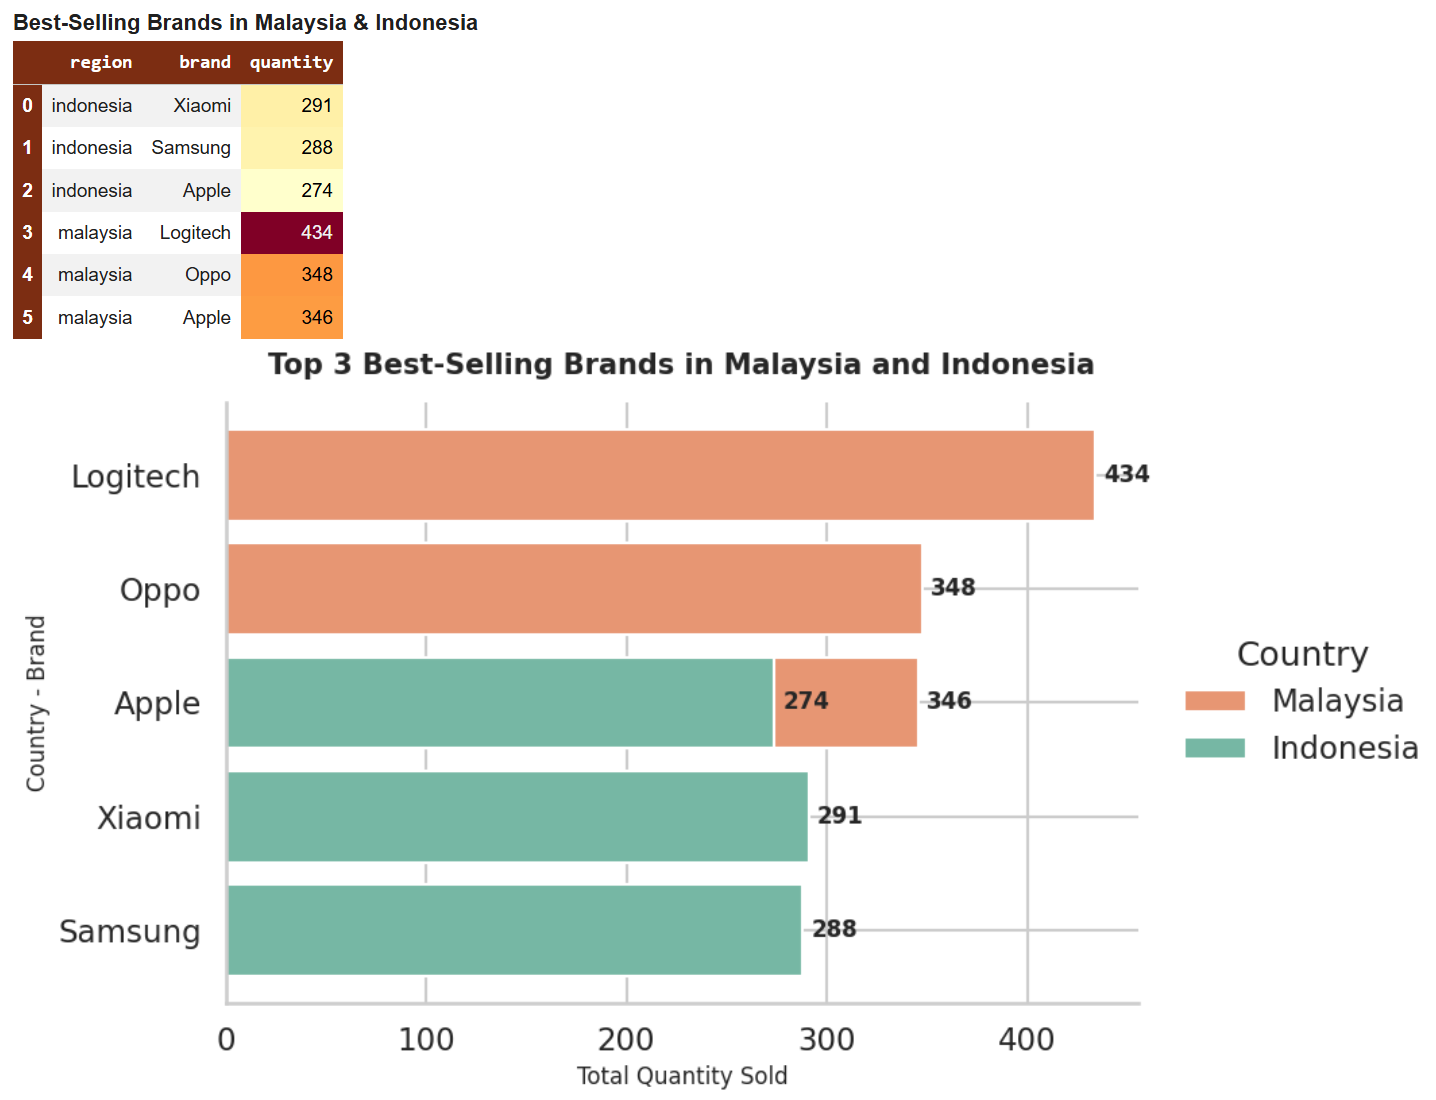 Best-Selling Brands in Malaysia & Indonesia
region brand quantity
0 indonesia Xiaomi 291
1 indonesia Samsung 288
2 indonesia Apple 274
3 malaysia Logitech 434
4 malaysia Oppo 348
5 malaysia Apple 346
Top 3 Best-Selling Brands in Malaysia and Indonesia
Country - Brand
Logitech 434
Oppo 348
Apple 274 346
Xiaomi 291
Samsung 288
0 100 200 300 400
Total Quantity Sold
Country
Malaysia
Indonesia